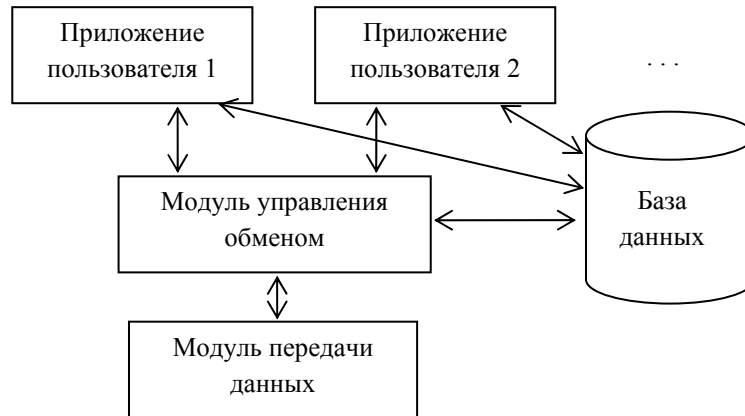 Приложение
пользователя 1
Приложение
пользователя 2
. . .
Модуль управления
обменом
База
данных
Модуль передачи
данных